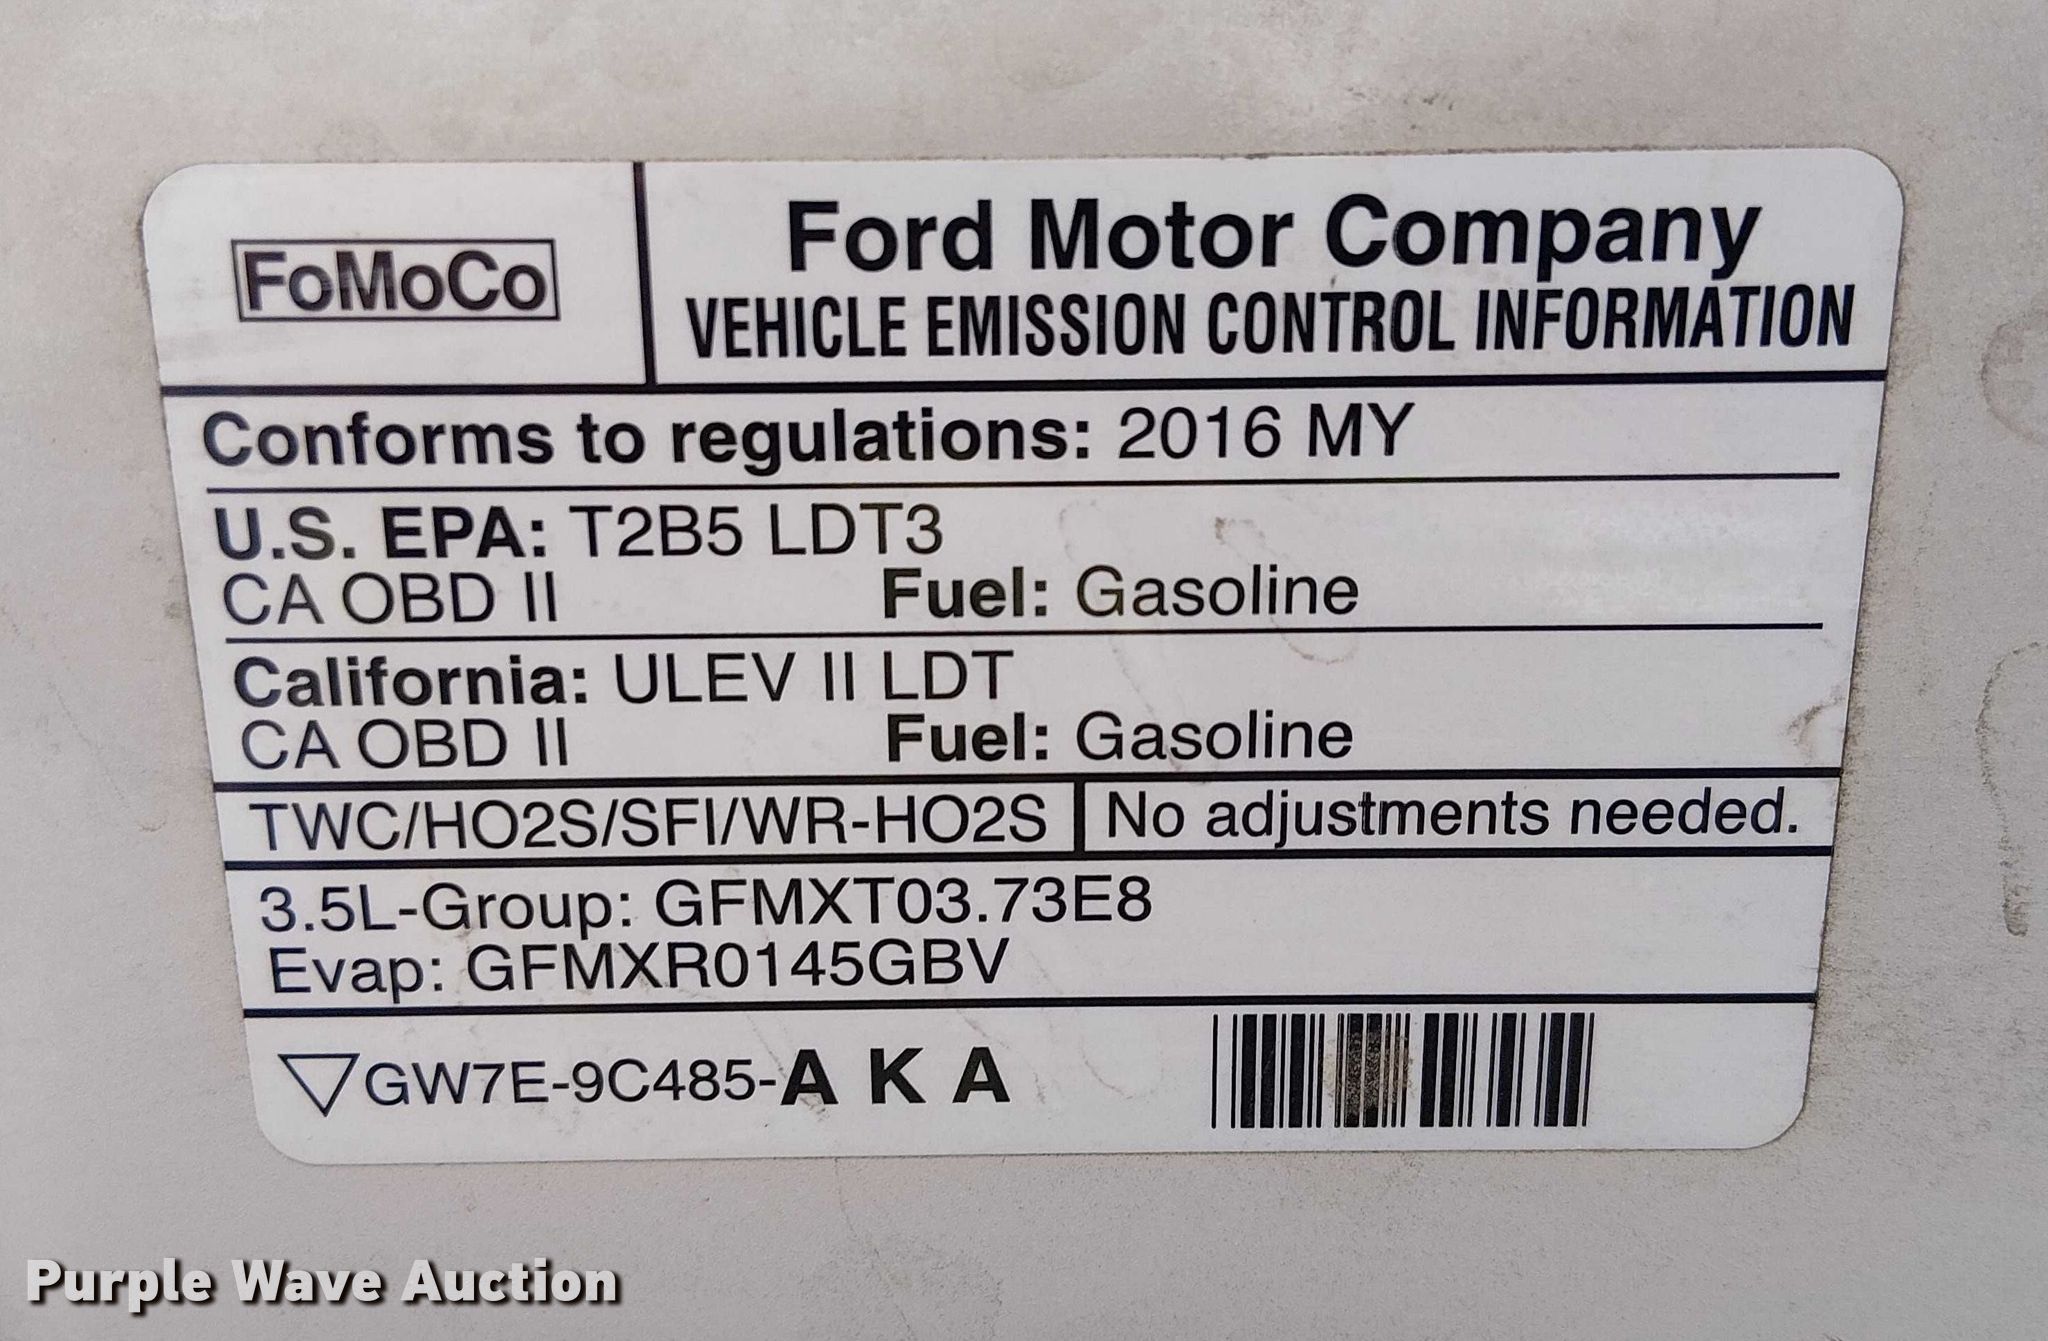 FoMoCo
Ford Motor Company
VEHICLE EMISSION CONTROL INFORMATION
Conforms to regulations: 2016 MY
U.S. EPA: T2B5 LDT3
CA OBD II Fuel: Gasoline
California: ULEV II LDT
CA OBD II Fuel: Gasoline
TWC/HO2S/SFI/WR-HO2S No adjustments needed.
3.5L-Group: GFMXT03.73E8
Evap: GFMXR0145GBV
GW7E-9C485-A K A
Purple Wave Auction